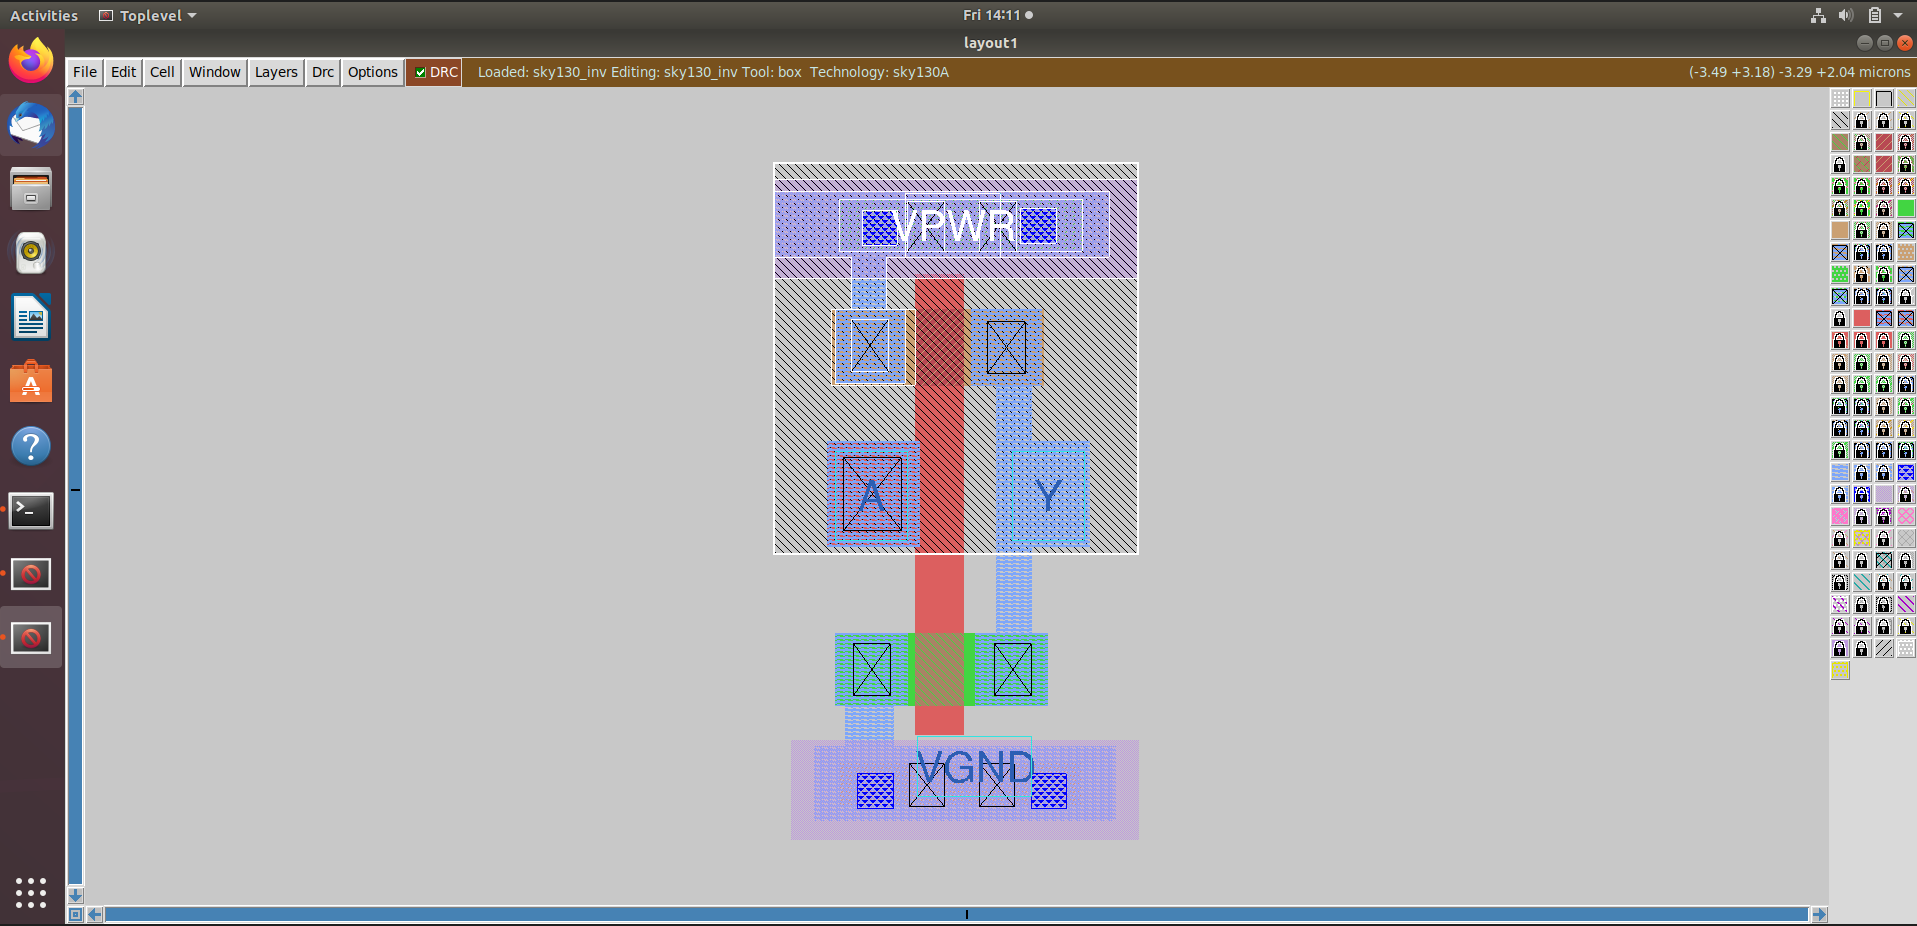 Activities Toplevel Fri 14:11
layout1
File Edit Cell Window Layers Drc Options DRC Loaded: sky130_inv Editing: sky130_inv Tool: box Technology: sky130A (-3.49 +3.18) -3.29 +2.04 microns
VPWR
A Y
VGND